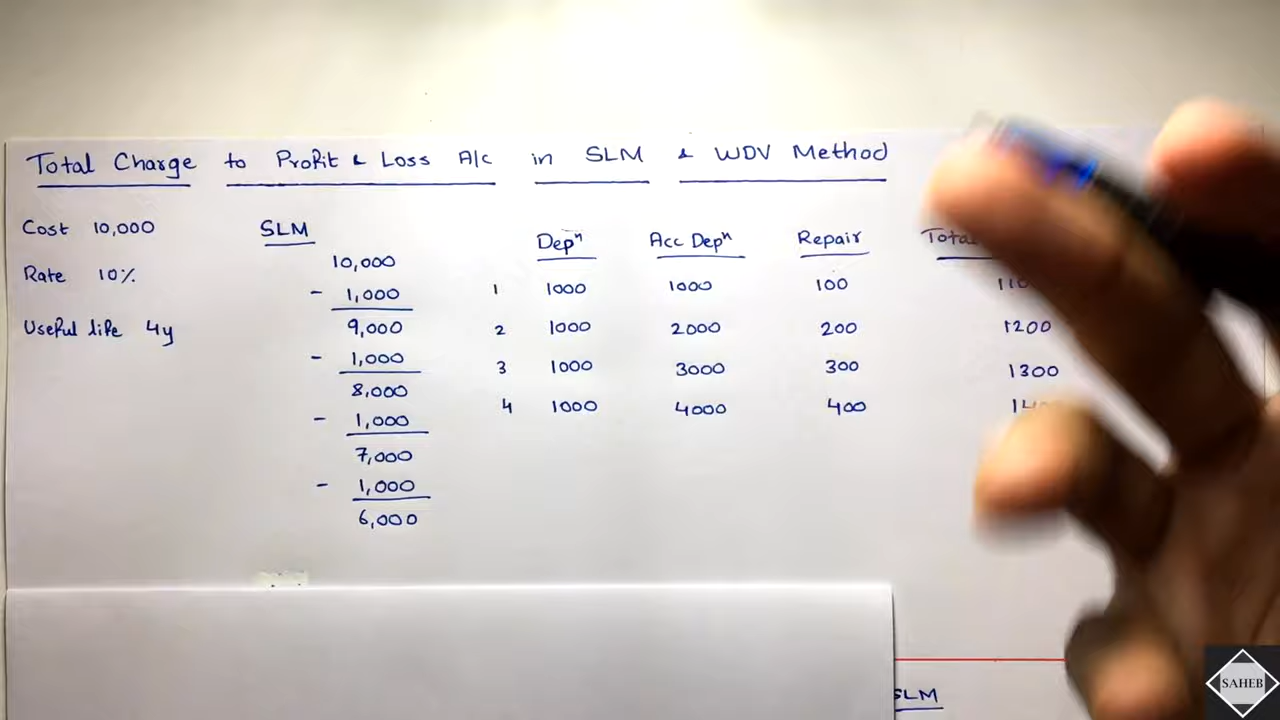 Total Charge to Profit & Loss A/c in SLM & WDV Method
Cost 10,000
Rate 10%
Useful life 4y
SLM
10,000
- 1,000
9,000
- 1,000
8,000
- 1,000
7,000
- 1,000
6,000
Depⁿ Acc Depⁿ Repair Total
1 1000 1000 100
2 1000 2000 200 1200
3 1000 3000 300 1300
4 1000 4000 400
SLM
SAHEB